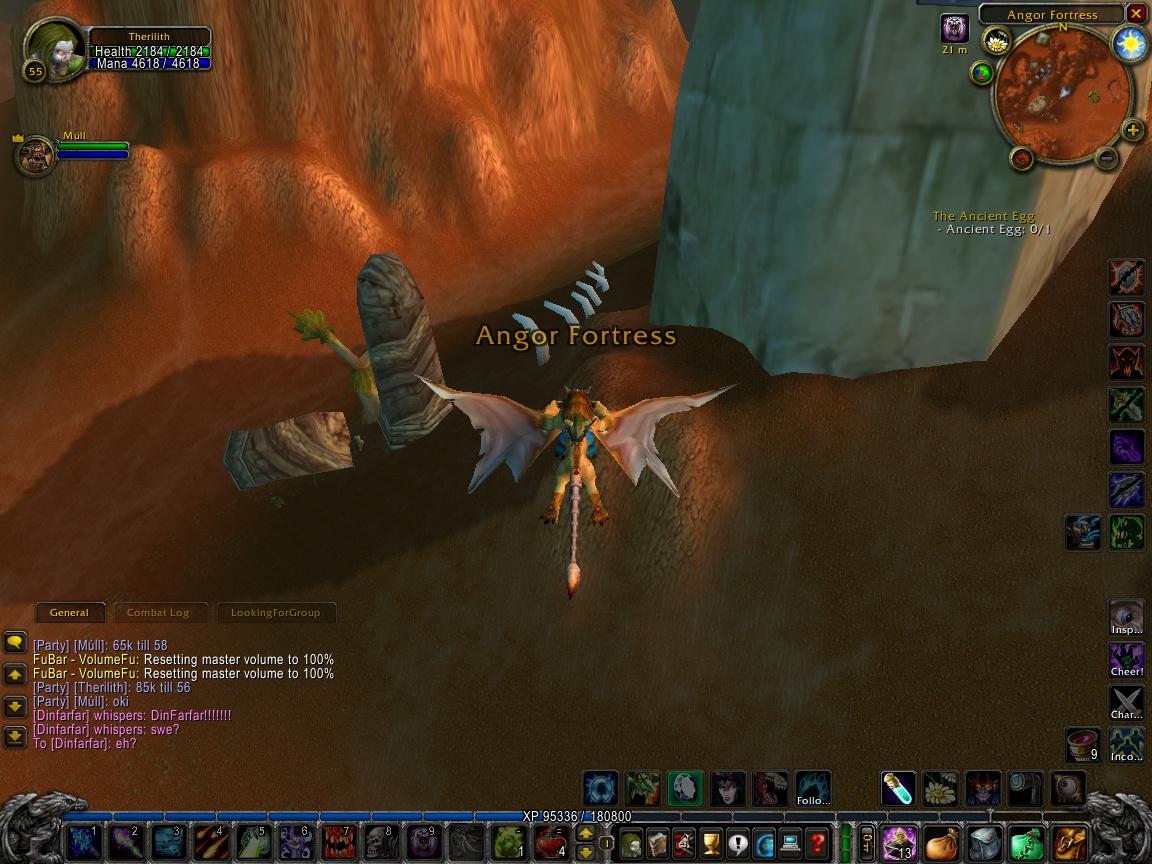 Therilith
Health 2184 / 2184
Mana 4618 / 4618
55
Múll
Angor Fortress
N
21 m
The Ancient Egg
- Ancient Egg: 0/1
Angor Fortress
General
Combat Log
LookingForGroup
[Party] [Múll]: 65k till 58
FuBar - VolumeFu: Resetting master volume to 100%
FuBar - VolumeFu: Resetting master volume to 100%
[Party] [Therilith]: 85k till 56
[Party] [Múll]: oki
[Dinfarfar] whispers: DinFarfar!!!!!!!
[Dinfarfar] whispers: swe?
To [Dinfarfar]: eh?
Insp...
Cheer!
Char...
9
Inco...
Follo...
XP 95336 / 180800
1
2
3
4
5
6
7
8
9
1
4
1
13